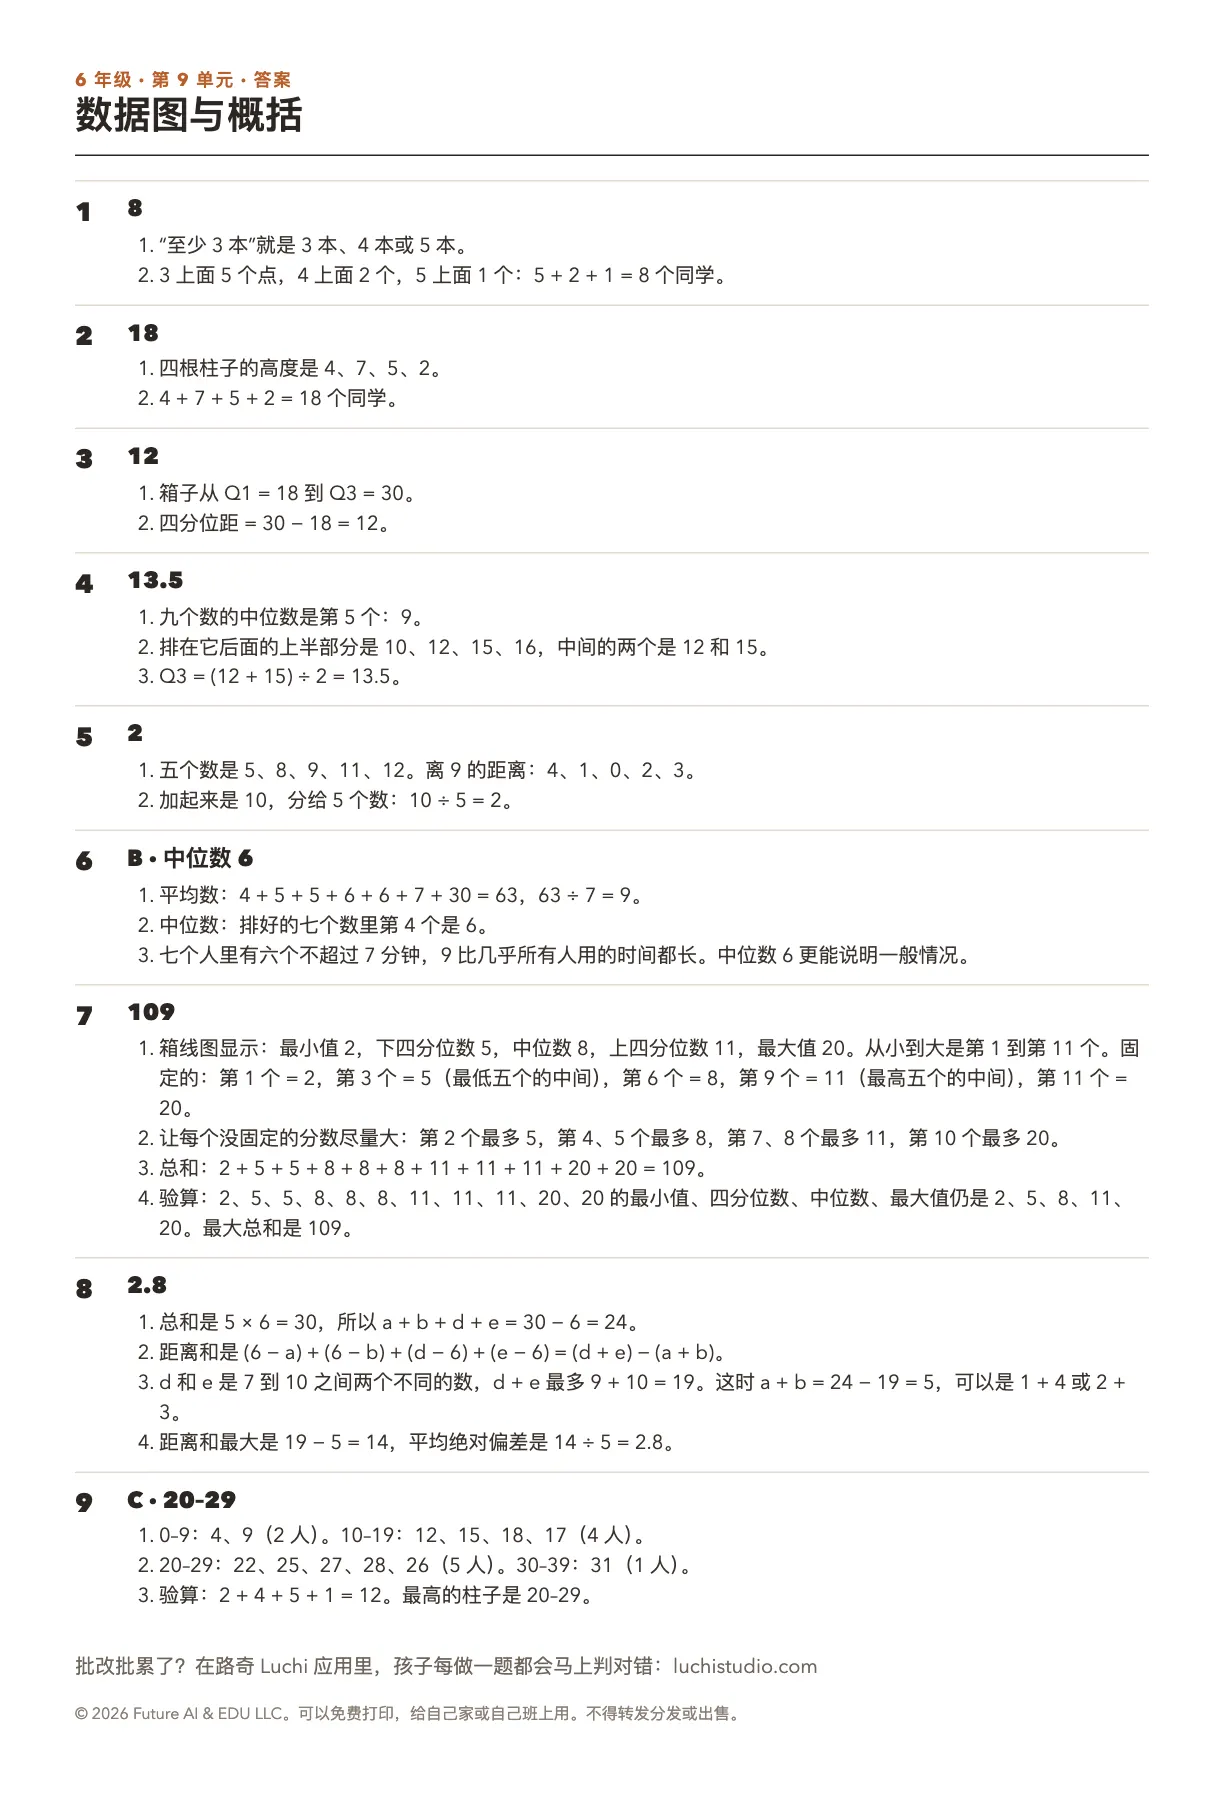 6 年级 · 第 9 单元 · 答案
数据图与概括
1 8
1. “至少 3 本”就是 3 本、4 本或 5 本。
2. 3 上面 5 个点，4 上面 2 个，5 上面 1 个：5 + 2 + 1 = 8 个同学。
2 18
1. 四根柱子的高度是 4、7、5、2。
2. 4 + 7 + 5 + 2 = 18 个同学。
3 12
1. 箱子从 Q1 = 18 到 Q3 = 30。
2. 四分位距 = 30 − 18 = 12。
4 13.5
1. 九个数的中位数是第 5 个：9。
2. 排在它后面的上半部分是 10、12、15、16，中间的两个是 12 和 15。
3. Q3 = (12 + 15) ÷ 2 = 13.5。
5 2
1. 五个数是 5、8、9、11、12。离 9 的距离：4、1、0、2、3。
2. 加起来是 10，分给 5 个数：10 ÷ 5 = 2。
6 B · 中位数 6
1. 平均数：4 + 5 + 5 + 6 + 6 + 7 + 30 = 63，63 ÷ 7 = 9。
2. 中位数：排好的七个数里第 4 个是 6。
3. 七个人里有六个不超过 7 分钟，9 比几乎所有人用的时间都长。中位数 6 更能说明一般情况。
7 109
1. 箱线图显示：最小值 2，下四分位数 5，中位数 8，上四分位数 11，最大值 20。从小到大是第 1 到第 11 个。固
定的：第 1 个 = 2，第 3 个 = 5（最低五个的中间），第 6 个 = 8，第 9 个 = 11（最高五个的中间），第 11 个 =
20。
2. 让每个没固定的分数尽量大：第 2 个最多 5，第 4、5 个最多 8，第 7、8 个最多 11，第 10 个最多 20。
3. 总和：2 + 5 + 5 + 8 + 8 + 8 + 11 + 11 + 11 + 20 + 20 = 109。
4. 验算：2、5、5、8、8、8、11、11、11、20、20 的最小值、四分位数、中位数、最大值仍是 2、5、8、11、
20。最大总和是 109。
8 2.8
1. 总和是 5 × 6 = 30，所以 a + b + d + e = 30 − 6 = 24。
2. 距离和是 (6 − a) + (6 − b) + (d − 6) + (e − 6) = (d + e) − (a + b)。
3. d 和 e 是 7 到 10 之间两个不同的数，d + e 最多 9 + 10 = 19。这时 a + b = 24 − 19 = 5，可以是 1 + 4 或 2 +
3。
4. 距离和最大是 19 − 5 = 14，平均绝对偏差是 14 ÷ 5 = 2.8。
9 C · 20–29
1. 0–9：4、9（2 人）。10–19：12、15、18、17（4 人）。
2. 20–29：22、25、27、28、26（5 人）。30–39：31（1 人）。
3. 验算：2 + 4 + 5 + 1 = 12。最高的柱子是 20–29。
批改批累了？在路奇 Luchi 应用里，孩子每做一题都会马上判对错：luchistudio.com
© 2026 Future AI & EDU LLC。可以免费打印，给自己家或自己班上用。不得转发分发或出售。